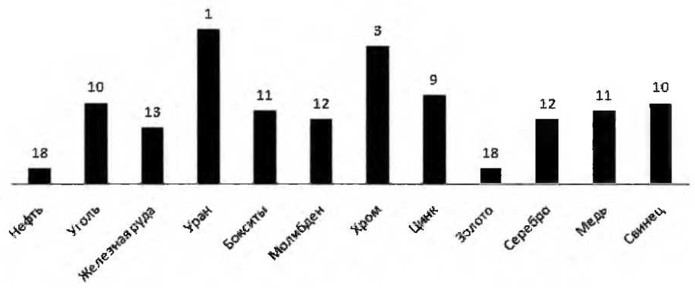 18
10
13
1
11
12
3
9
18
12
11
10
Нефть
Уголь
Железная руда
Уран
Бокситы
Молибден
Хром
Цинк
Золото
Серебро
Медь
Свинец